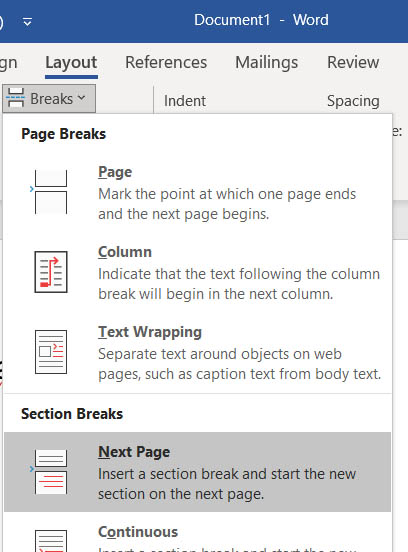 Document1 - Word
Layout References Mailings Review
Breaks Indent Spacing
Page Breaks
Page
Mark the point at which one page ends
and the next page begins.
Column
Indicate that the text following the column
break will begin in the next column.
Text Wrapping
Separate text around objects on web
pages, such as caption text from body text.
Section Breaks
Next Page
Insert a section break and start the new
section on the next page.
Continuous